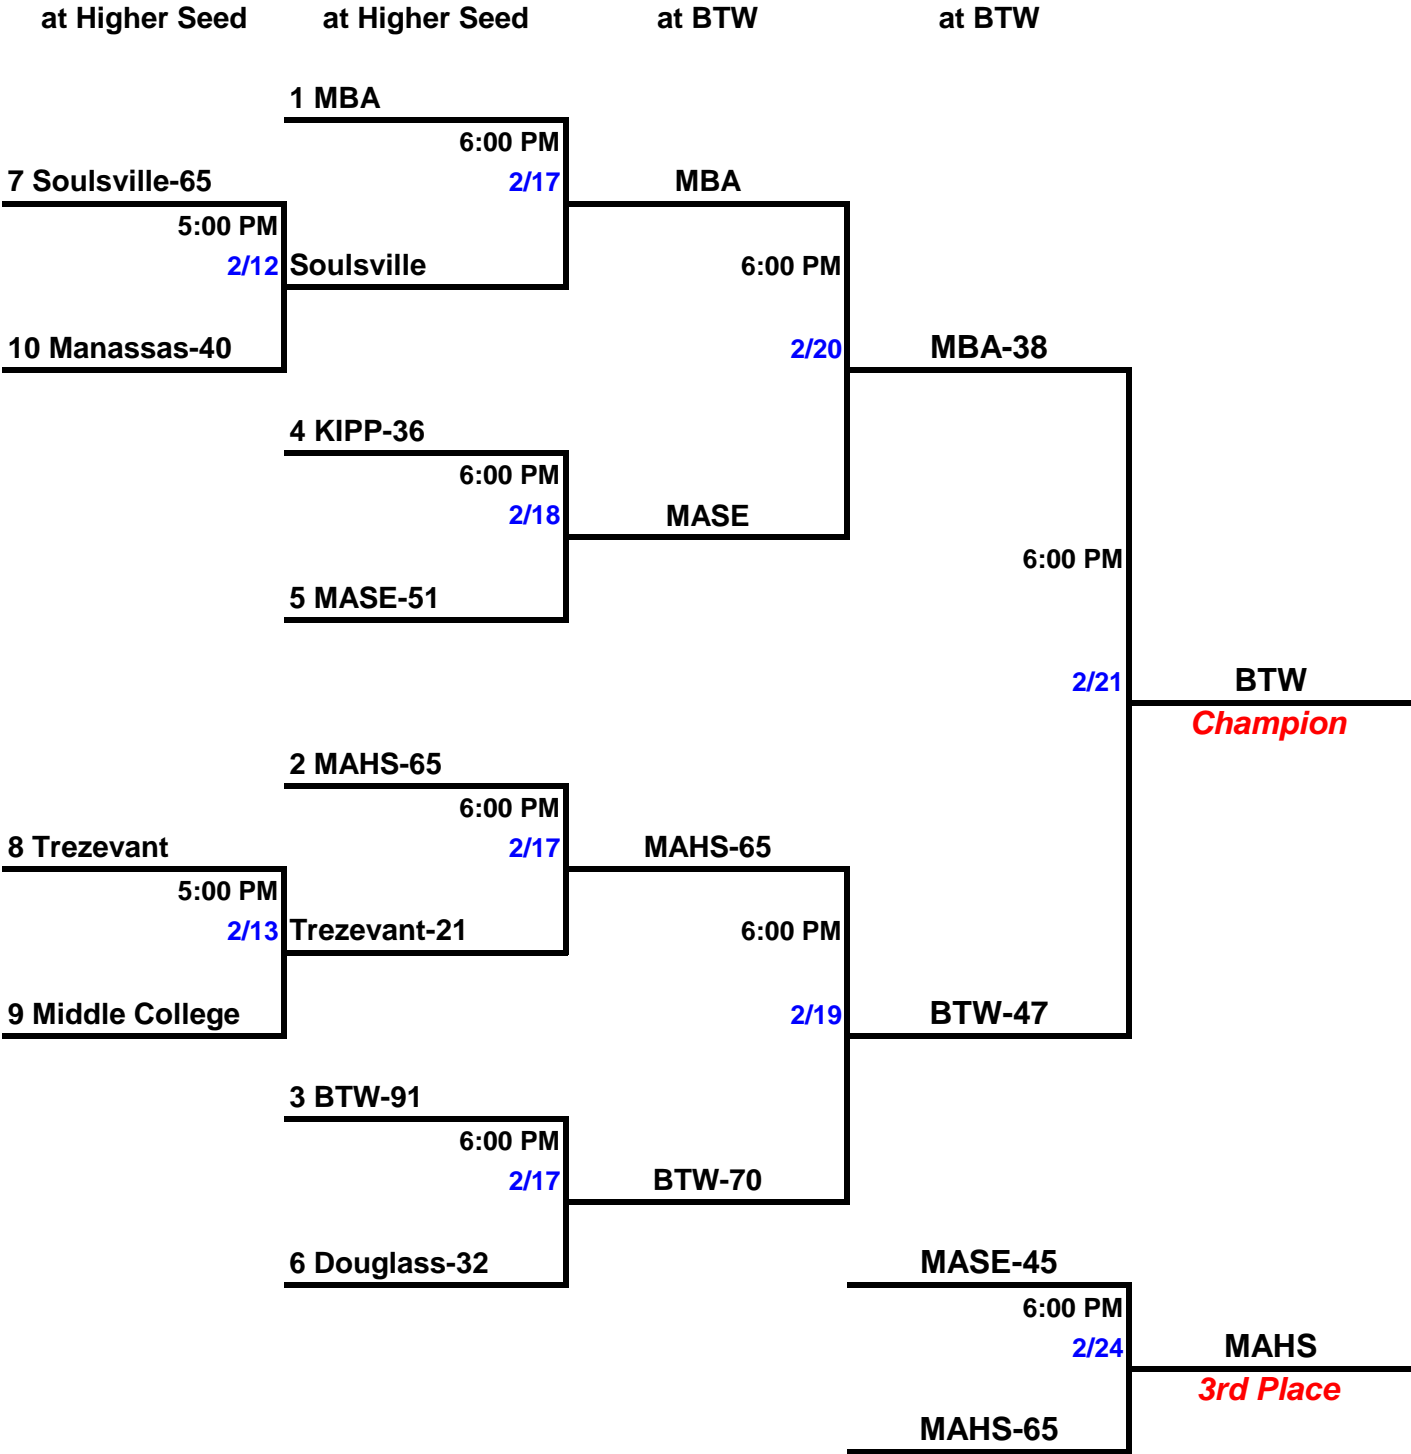 at Higher Seed at Higher Seed at BTW at BTW
1 MBA
6:00 PM
7 Soulsville-65 2/17 MBA
5:00 PM
2/12 Soulsville 6:00 PM
10 Manassas-40 2/20 MBA-38
4 KIPP-36
6:00 PM
2/18 MASE
6:00 PM
5 MASE-51
2/21 BTW
Champion
2 MAHS-65
6:00 PM
8 Trezevant 2/17 MAHS-65
5:00 PM
2/13 Trezevant-21 6:00 PM
9 Middle College 2/19 BTW-47
3 BTW-91
6:00 PM
2/17 BTW-70
6 Douglass-32 MASE-45
6:00 PM
2/24 MAHS
3rd Place
MAHS-65